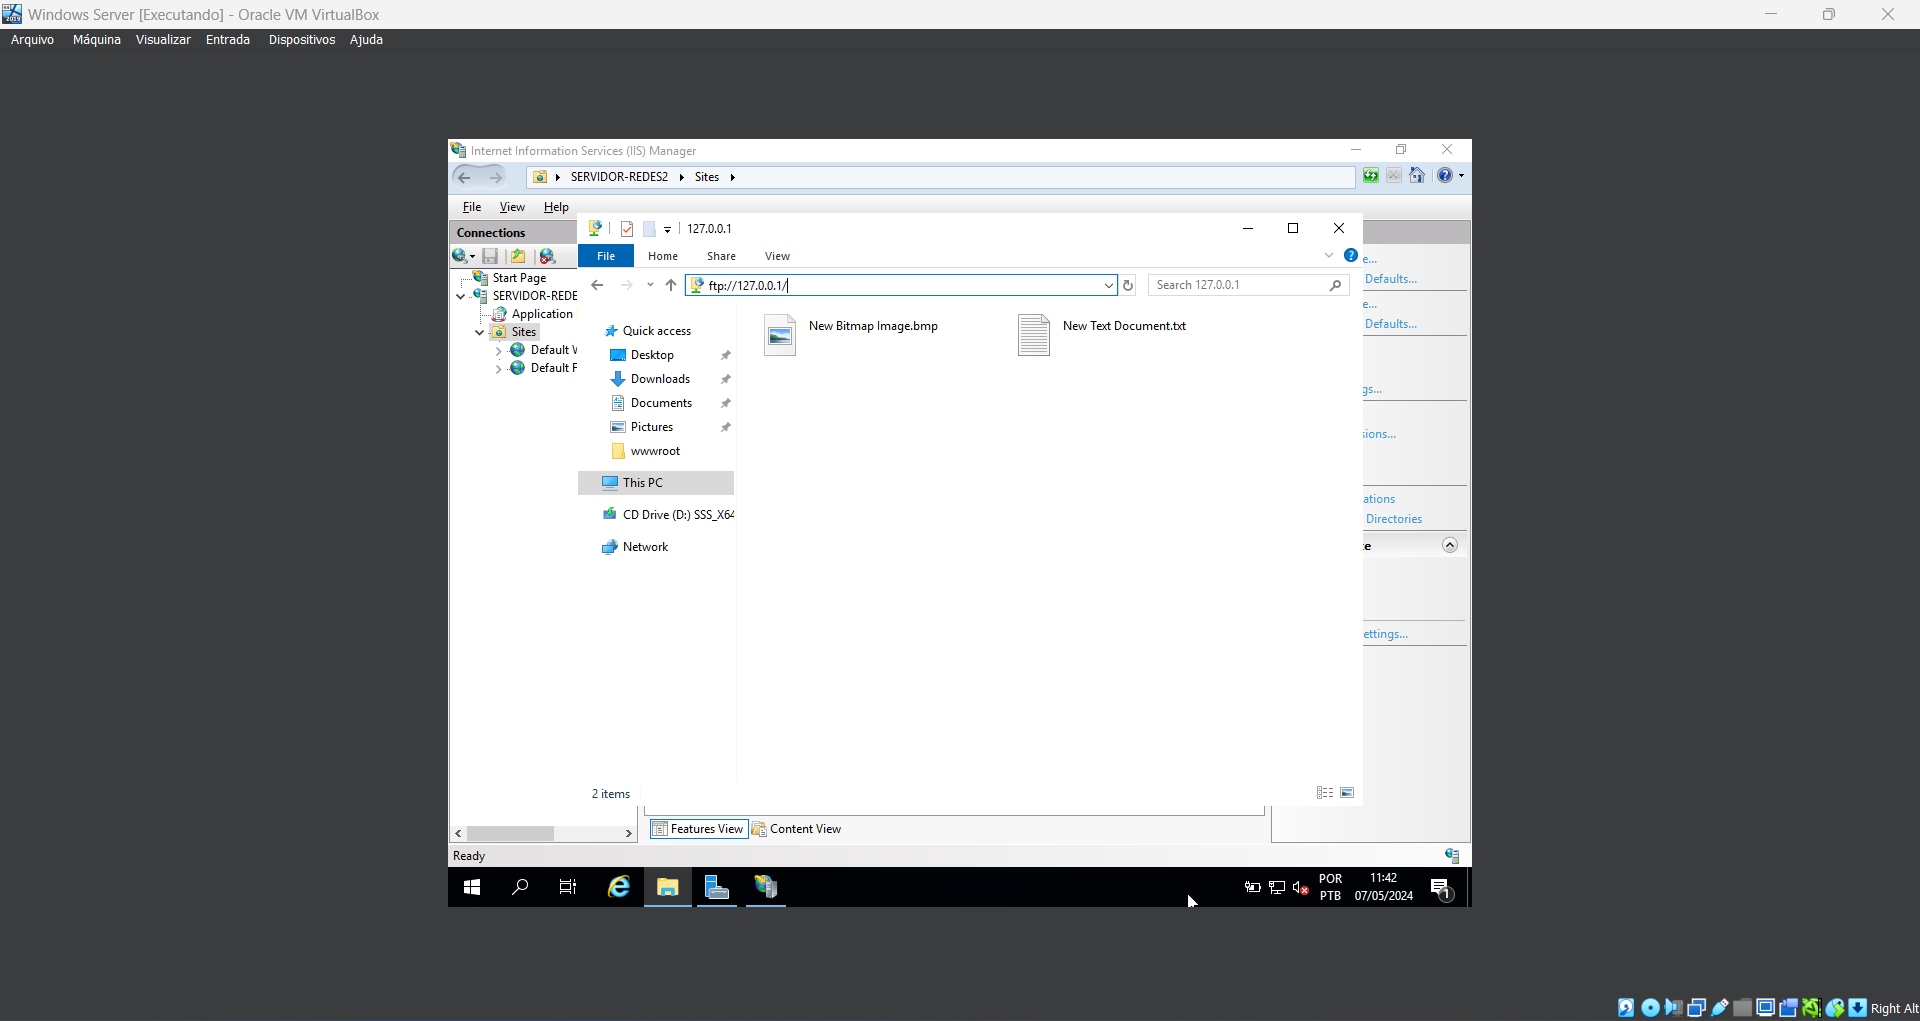 Windows Server [Executando] - Oracle VM VirtualBox
Arquivo Máquina Visualizar Entrada Dispositivos Ajuda
Internet Information Services (IIS) Manager
SERVIDOR-REDES2 Sites
File View Help
127.0.0.1
Connections
File Home Share View
ftp://127.0.0.1/
Search 127.0.0.1
Start Page
SERVIDOR-REDE
Application
Sites
Default V
Default F
Quick access
Desktop
Downloads
Documents
Pictures
wwwroot
This PC
CD Drive (D:) SSS_X64
Network
New Bitmap Image.bmp
New Text Document.txt
e...
Defaults...
e...
Defaults...
gs...
sions...
ations
Directories
te
ettings...
2 items
Features View Content View
Ready
POR
PTB
11:42
07/05/2024
1
Right Alt